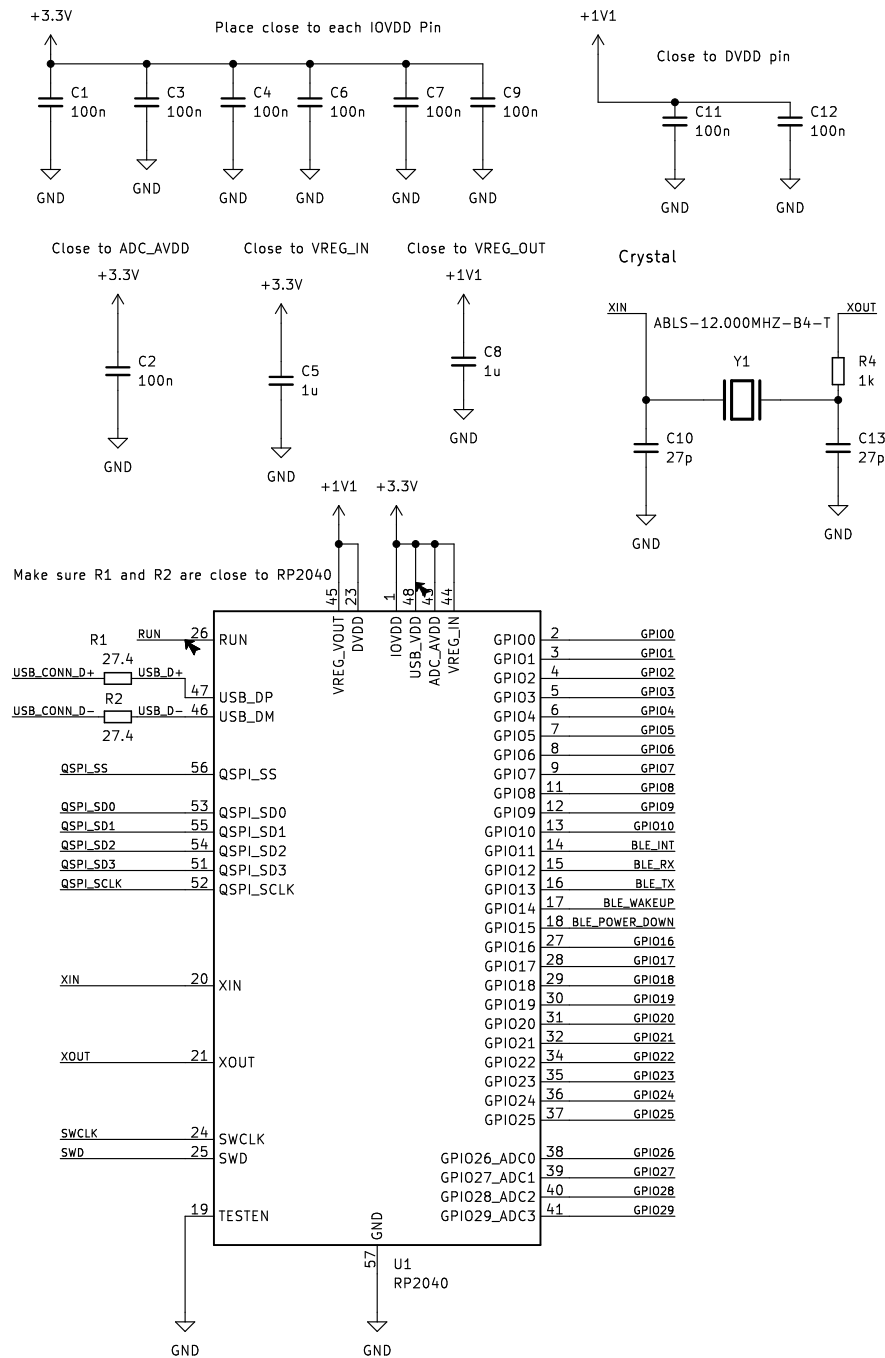 +3.3V
Place close to each IOVDD Pin
C1
100n
C3
100n
C4
100n
C6
100n
C7
100n
C9
100n
GND
GND
GND
GND
GND
GND
+1V1
Close to DVDD pin
C11
100n
C12
100n
GND
GND
Close to ADC_AVDD
+3.3V
C2
100n
GND
Close to VREG_IN
+3.3V
C5
1u
GND
Close to VREG_OUT
+1V1
C8
1u
GND
Crystal
XIN
XOUT
ABLS-12.000MHZ-B4-T
Y1
R4
1k
C10
27p
C13
27p
GND
GND
+1V1
+3.3V
Make sure R1 and R2 are close to RP2040
45
23
1
48
43
44
VREG_VOUT
DVDD
IOVDD
USB_VDD
ADC_AVDD
VREG_IN
RUN 26 RUN
R1
27.4
USB_CONN_D+ USB_D+
47 USB_DP
R2
USB_CONN_D- USB_D- 46 USB_DM
27.4
QSPI_SS 56 QSPI_SS
QSPI_SD0 53 QSPI_SD0
QSPI_SD1 55 QSPI_SD1
QSPI_SD2 54 QSPI_SD2
QSPI_SD3 51 QSPI_SD3
QSPI_SCLK 52 QSPI_SCLK
XIN 20 XIN
XOUT 21 XOUT
SWCLK 24 SWCLK
SWD 25 SWD
19 TESTEN
GPIO0 2 GPIO0
GPIO1 3 GPIO1
GPIO2 4 GPIO2
GPIO3 5 GPIO3
GPIO4 6 GPIO4
GPIO5 7 GPIO5
GPIO6 8 GPIO6
GPIO7 9 GPIO7
GPIO8 11 GPIO8
GPIO9 12 GPIO9
GPIO10 13 GPIO10
GPIO11 14 BLE_INT
GPIO12 15 BLE_RX
GPIO13 16 BLE_TX
GPIO14 17 BLE_WAKEUP
GPIO15 18 BLE_POWER_DOWN
GPIO16 27 GPIO16
GPIO17 28 GPIO17
GPIO18 29 GPIO18
GPIO19 30 GPIO19
GPIO20 31 GPIO20
GPIO21 32 GPIO21
GPIO22 34 GPIO22
GPIO23 35 GPIO23
GPIO24 36 GPIO24
GPIO25 37 GPIO25
GPIO26_ADC0 38 GPIO26
GPIO27_ADC1 39 GPIO27
GPIO28_ADC2 40 GPIO28
GPIO29_ADC3 41 GPIO29
GND
57
U1
RP2040
GND
GND